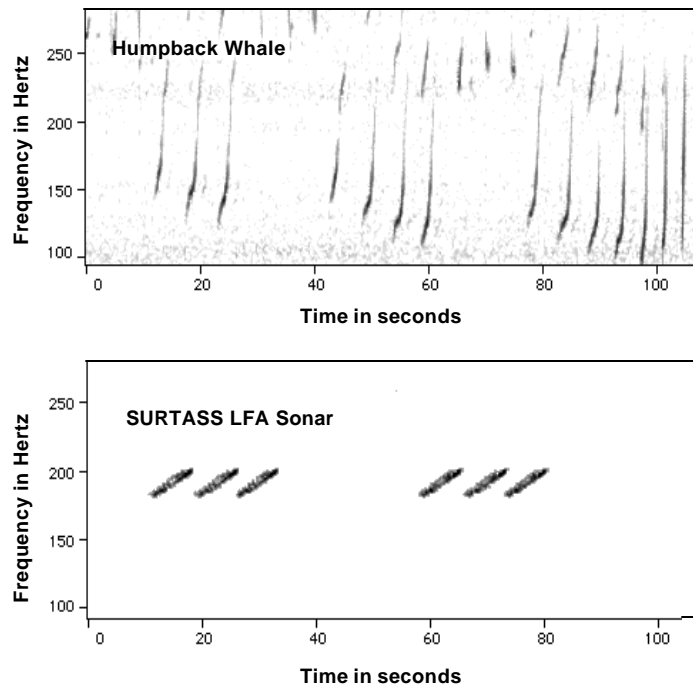 Humpback Whale
Frequency in Hertz
250
200
150
100
0 20 40 60 80 100
Time in seconds
SURTASS LFA Sonar
Frequency in Hertz
250
200
150
100
0 20 40 60 80 100
Time in seconds